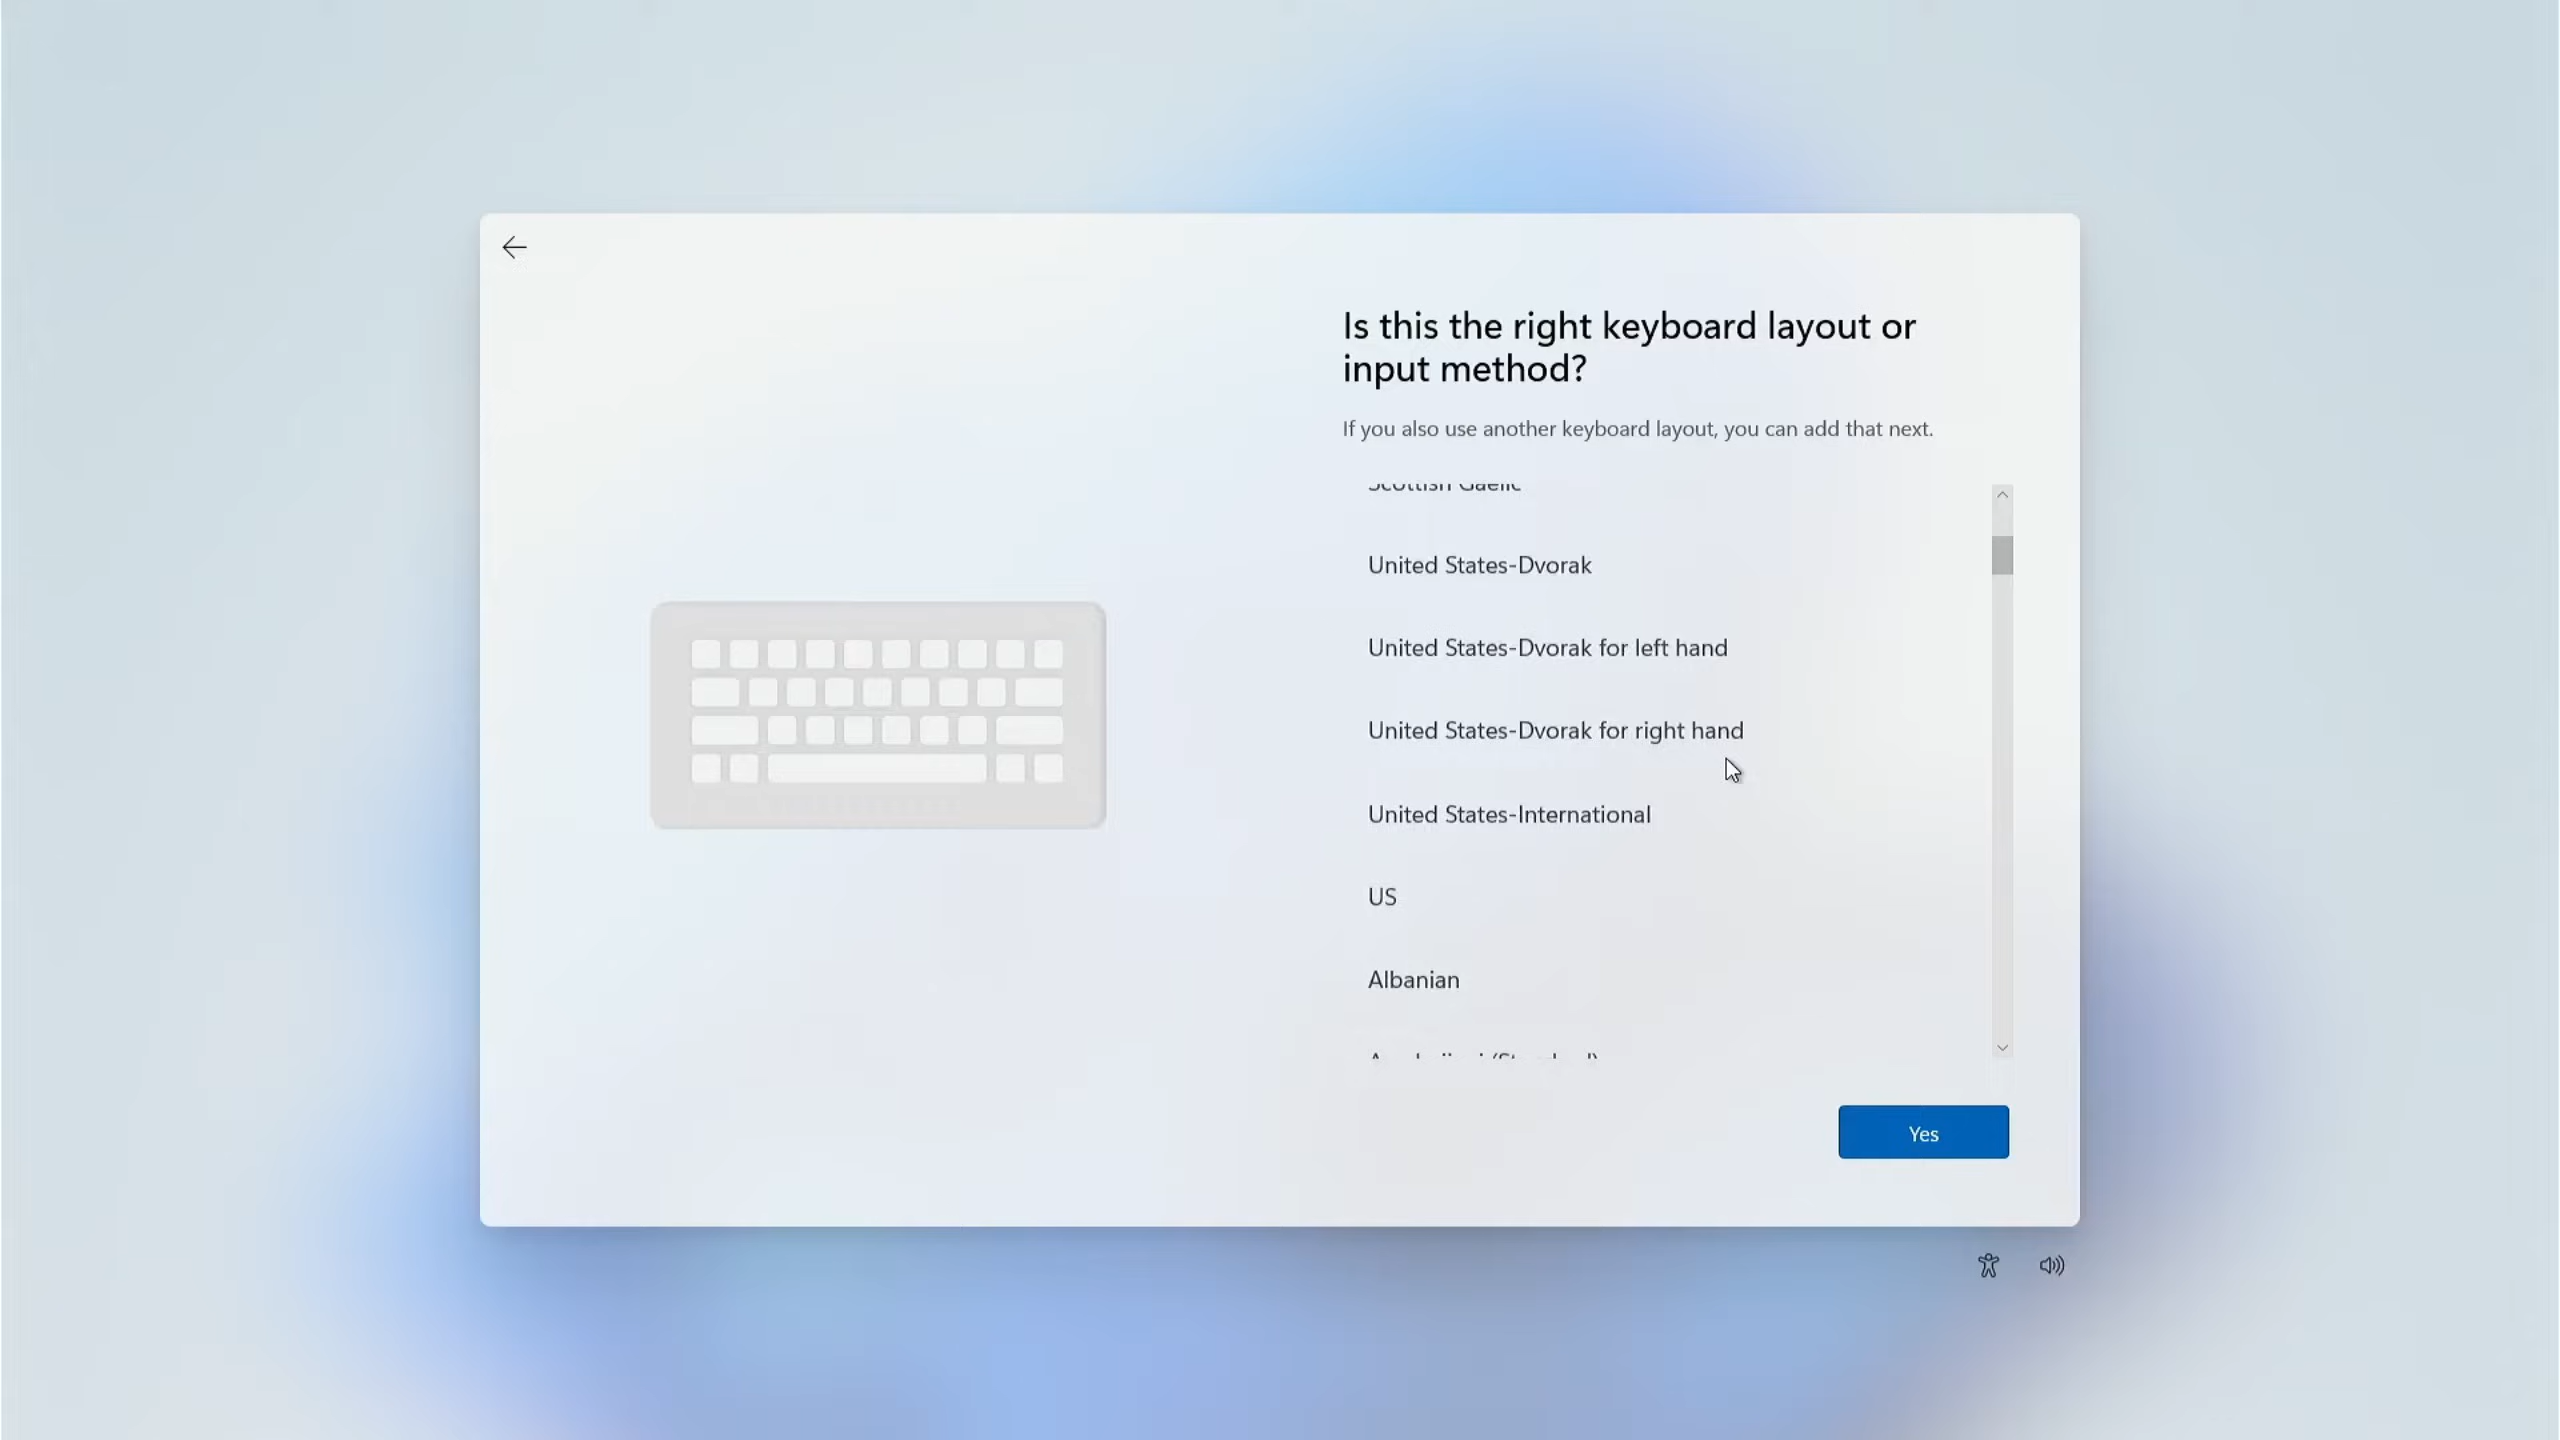 Is this the right keyboard layout or
input method?
If you also use another keyboard layout, you can add that next.
Scottish Gaelic
United States-Dvorak
United States-Dvorak for left hand
United States-Dvorak for right hand
United States-International
US
Albanian
Yes